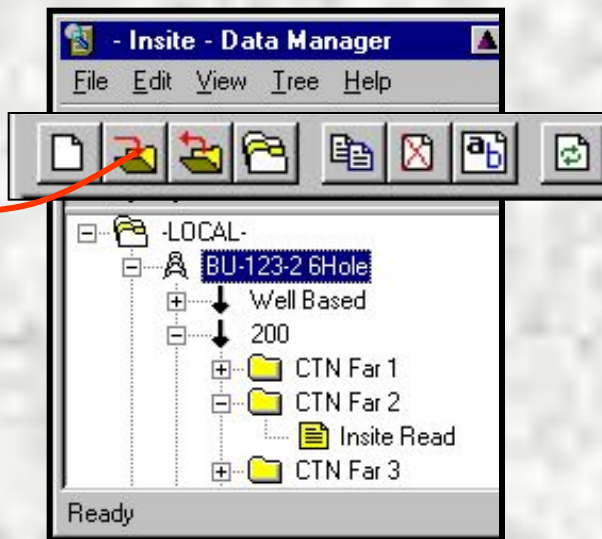 - Insite - Data Manager
File Edit View Tree Help
ab
-LOCAL-
BU-123-2 6Hole
Well Based
200
CTN Far 1
CTN Far 2
Insite Read
CTN Far 3
Ready